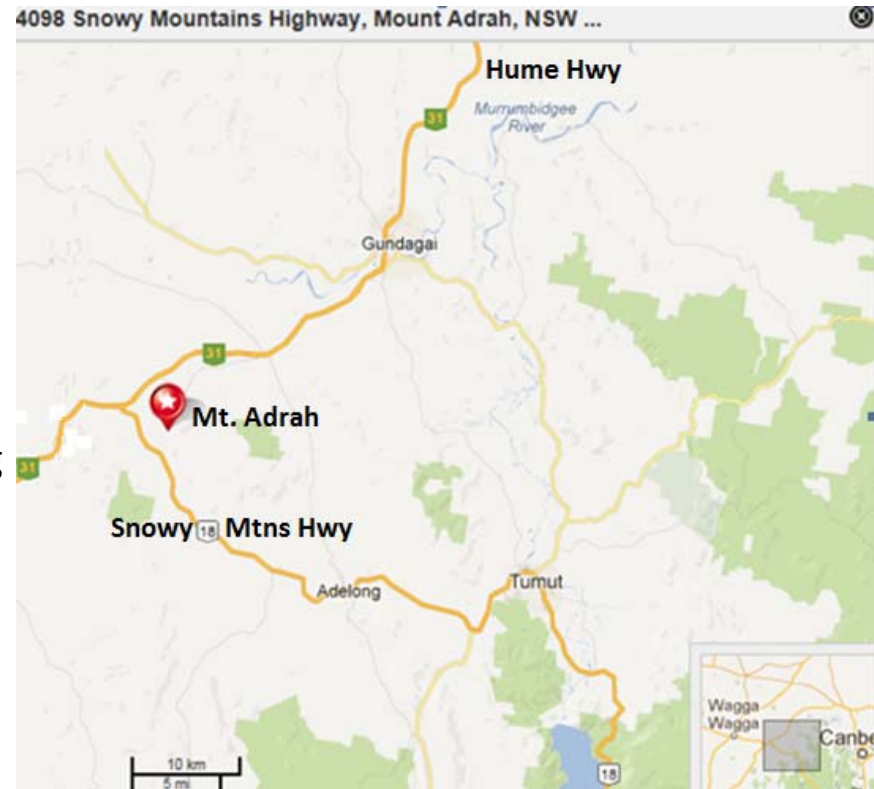 4098 Snowy Mountains Highway, Mount Adrah, NSW ...
Hume Hwy
31
Murrumbidgee
River
Gundagai
31
Mt. Adrah
31
Snowy 18 Mtns Hwy
Adelong
Tumut
Wagga
Wagga
10 km
5 mi
18